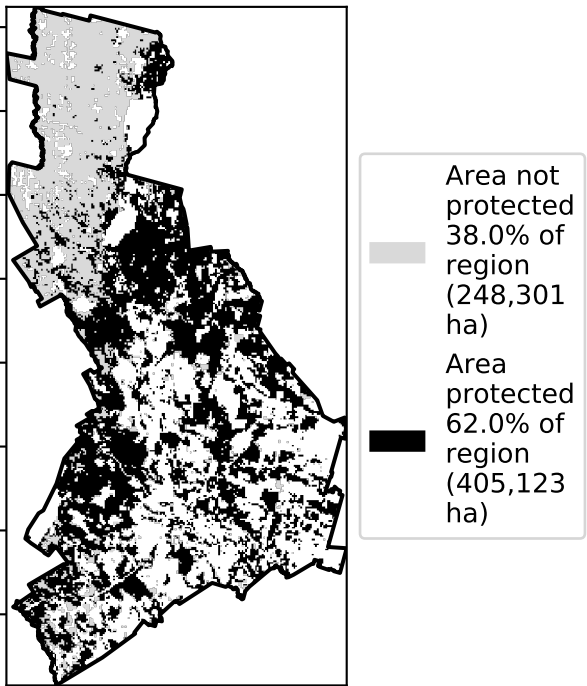 Area not
protected
38.0% of
region
(248,301
ha)
Area
protected
62.0% of
region
(405,123
ha)